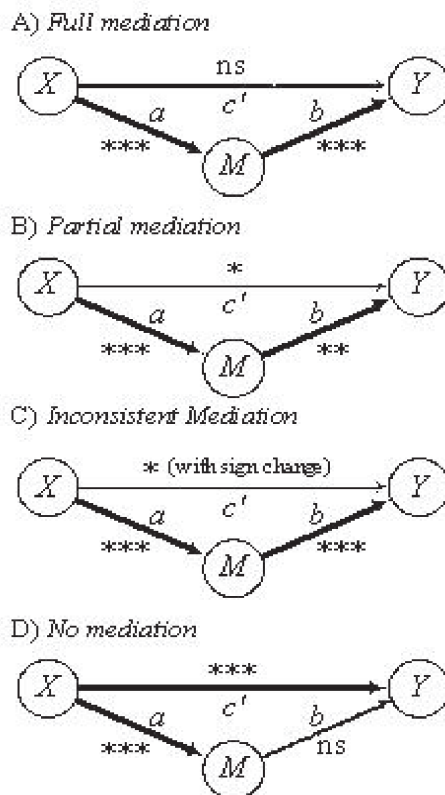 A) Full mediation
ns
X Y
a c' b
*** ***
M
B) Partial mediation
*
X Y
a c' b
*** **
M
C) Inconsistent Mediation
* (with sign change)
X Y
a c' b
*** ***
M
D) No mediation
***
X Y
a c' b
*** ns
M